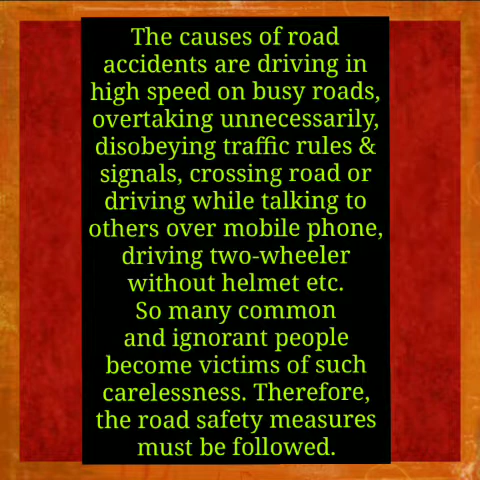 The causes of road
accidents are driving in
high speed on busy roads,
overtaking unnecessarily,
disobeying traffic rules &
signals, crossing road or
driving while talking to
others over mobile phone,
driving two-wheeler
without helmet etc.
So many common
and ignorant people
become victims of such
carelessness. Therefore,
the road safety measures
must be followed.